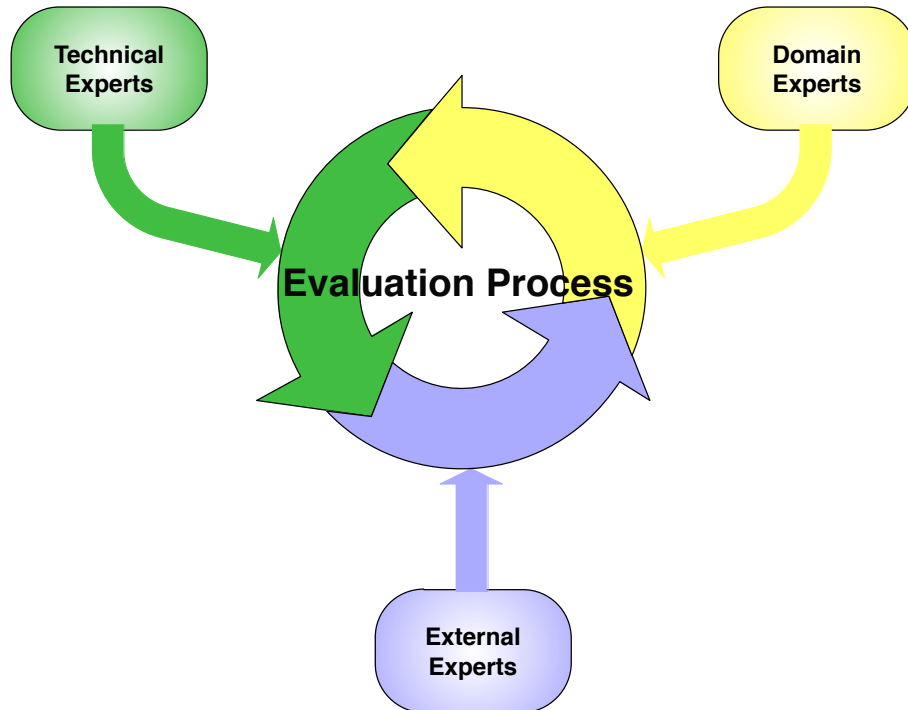 Technical
Experts
Domain
Experts
Evaluation Process
External
Experts